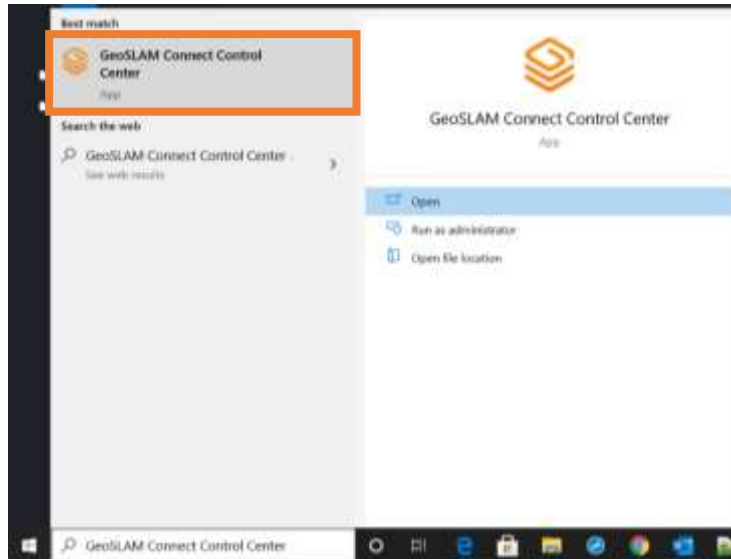 Best match
GeoSLAM Connect Control
Center
App
Search the web
GeoSLAM Connect Control Center
See web results
GeoSLAM Connect Control Center
App
Open
Run as administrator
Open file location
GeoSLAM Connect Control Center